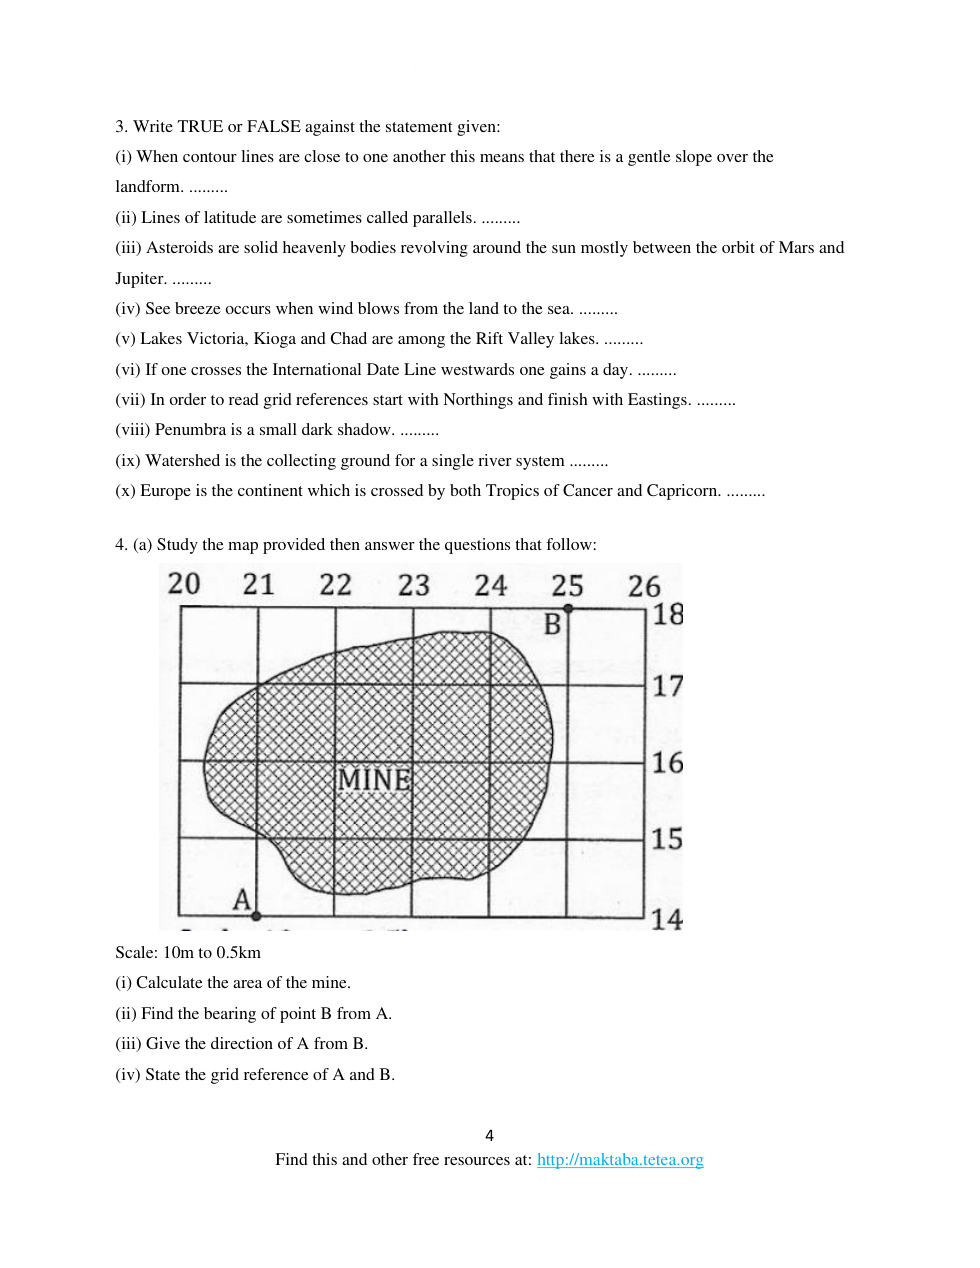 3. Write TRUE or FALSE against the statement given:
(i) When contour lines are close to one another this means that there is a gentle slope over the
landform. .........
(ii) Lines of latitude are sometimes called parallels. .........
(iii) Asteroids are solid heavenly bodies revolving around the sun mostly between the orbit of Mars and
Jupiter. .........
(iv) See breeze occurs when wind blows from the land to the sea. .........
(v) Lakes Victoria, Kioga and Chad are among the Rift Valley lakes. .........
(vi) If one crosses the International Date Line westwards one gains a day. .........
(vii) In order to read grid references start with Northings and finish with Eastings. .........
(viii) Penumbra is a small dark shadow. .........
(ix) Watershed is the collecting ground for a single river system .........
(x) Europe is the continent which is crossed by both Tropics of Cancer and Capricorn. .........
4. (a) Study the map provided then answer the questions that follow:
20 21 22 23 24 25 26
18
B
17
16
MINE
15
A
14
Scale: 10m to 0.5km
(i) Calculate the area of the mine.
(ii) Find the bearing of point B from A.
(iii) Give the direction of A from B.
(iv) State the grid reference of A and B.
4
Find this and other free resources at: http://maktaba.tetea.org